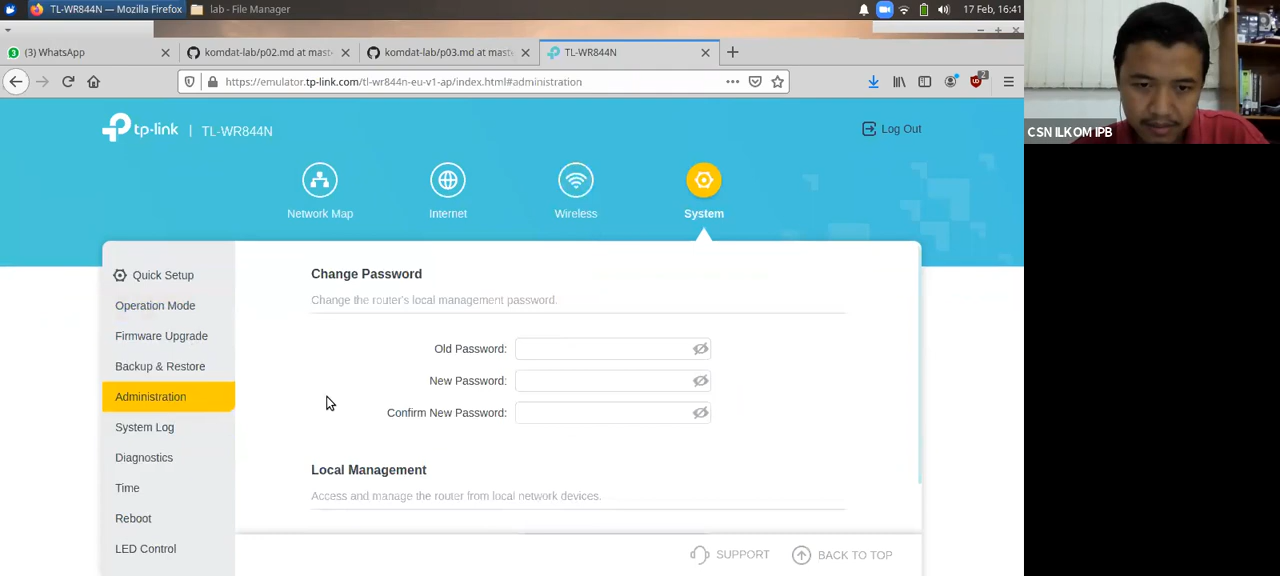 TL-WR844N — Mozilla Firefox
lab - File Manager
17 Feb, 16:41
(3) WhatsApp
komdat-lab/p02.md at mast
komdat-lab/p03.md at mast
TL-WR844N
https://emulator.tp-link.com/tl-wr844n-eu-v1-ap/index.html#administration
2
CSN ILKOM IPB
tp-link | TL-WR844N
Log Out
Network Map
Internet
Wireless
System
Quick Setup
Operation Mode
Firmware Upgrade
Backup & Restore
Administration
System Log
Diagnostics
Time
Reboot
LED Control
Change Password
Change the router's local management password.
Old Password:
New Password:
Confirm New Password:
Local Management
Access and manage the router from local network devices.
SUPPORT
BACK TO TOP